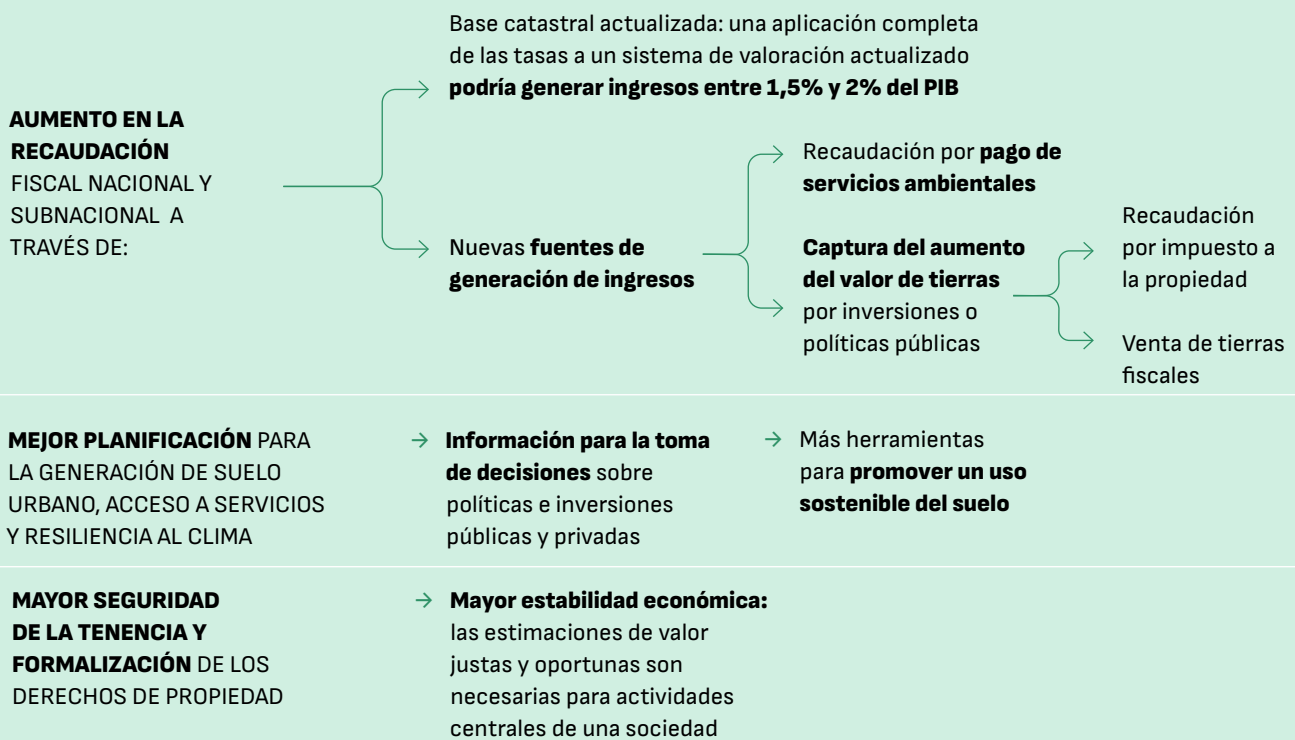 Base catastral actualizada: una aplicación completa
de las tasas a un sistema de valoración actualizado
podría generar ingresos entre 1,5% y 2% del PIB
AUMENTO EN LA
RECAUDACIÓN
FISCAL NACIONAL Y
SUBNACIONAL A
TRAVÉS DE:
Nuevas fuentes de
generación de ingresos
Recaudación por pago de
servicios ambientales
Captura del aumento
del valor de tierras
por inversiones o
políticas públicas
Recaudación
por impuesto a
la propiedad
Venta de tierras
fiscales
MEJOR PLANIFICACIÓN PARA
LA GENERACIÓN DE SUELO
URBANO, ACCESO A SERVICIOS
Y RESILIENCIA AL CLIMA
Información para la toma
de decisiones sobre
políticas e inversiones
públicas y privadas
Más herramientas
para promover un uso
sostenible del suelo
MAYOR SEGURIDAD
DE LA TENENCIA Y
FORMALIZACIÓN DE LOS
DERECHOS DE PROPIEDAD
Mayor estabilidad económica:
las estimaciones de valor
justas y oportunas son
necesarias para actividades
centrales de una sociedad